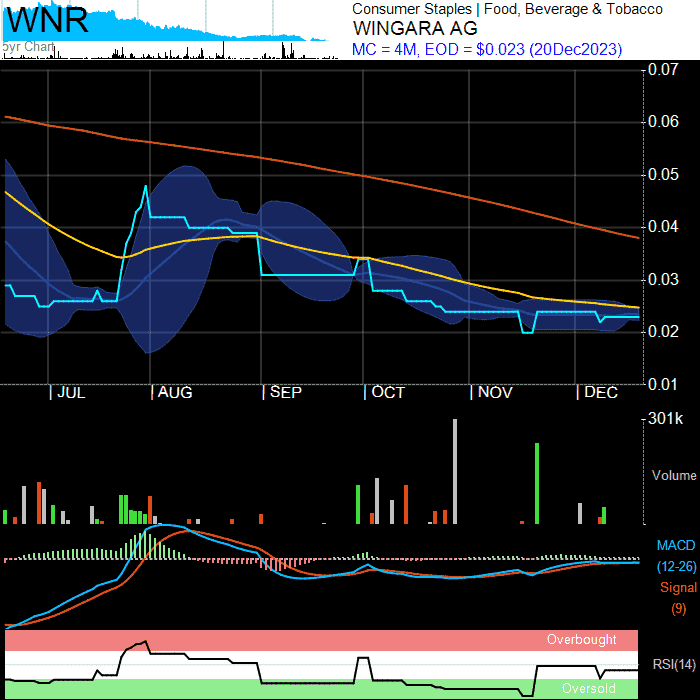 WNR
5yr Chart
Consumer Staples | Food, Beverage & Tobacco
WINGARA AG
MC = 4M, EOD = $0.023 (20Dec2023)
0.07
0.06
0.05
0.04
0.03
0.02
0.01
| JUL | AUG | SEP | OCT | NOV | DEC
301k
Volume
MACD
(12-26)
Signal
(9)
Overbought
RSI(14)
Oversold